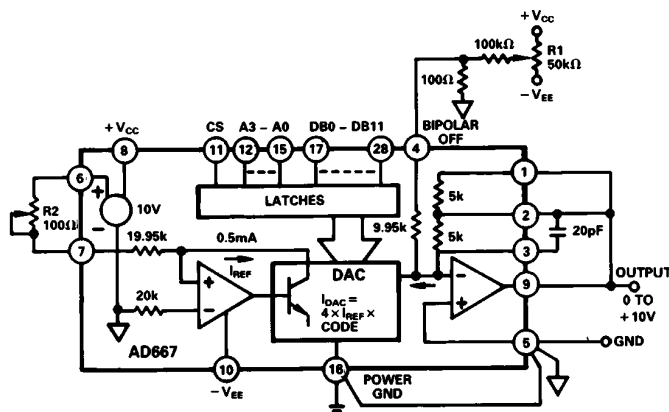 +VCC
100kΩ
R1
50kΩ
100Ω
−VEE
+VCC
CS
A3 – A0
DB0 – DB11
BIPOLAR
OFF
8
11
12
15
17
28
4
6
1
+
−
10V
R2
100Ω
LATCHES
5k
2
9.95k
5k
20pF
3
7
19.95k
0.5mA
IREF
DAC
IDAC =
4 × IREF ×
CODE
+
−
−
+
9
OUTPUT
0 TO
+10V
20k
5
GND
AD667
10
−VEE
16
POWER
GND